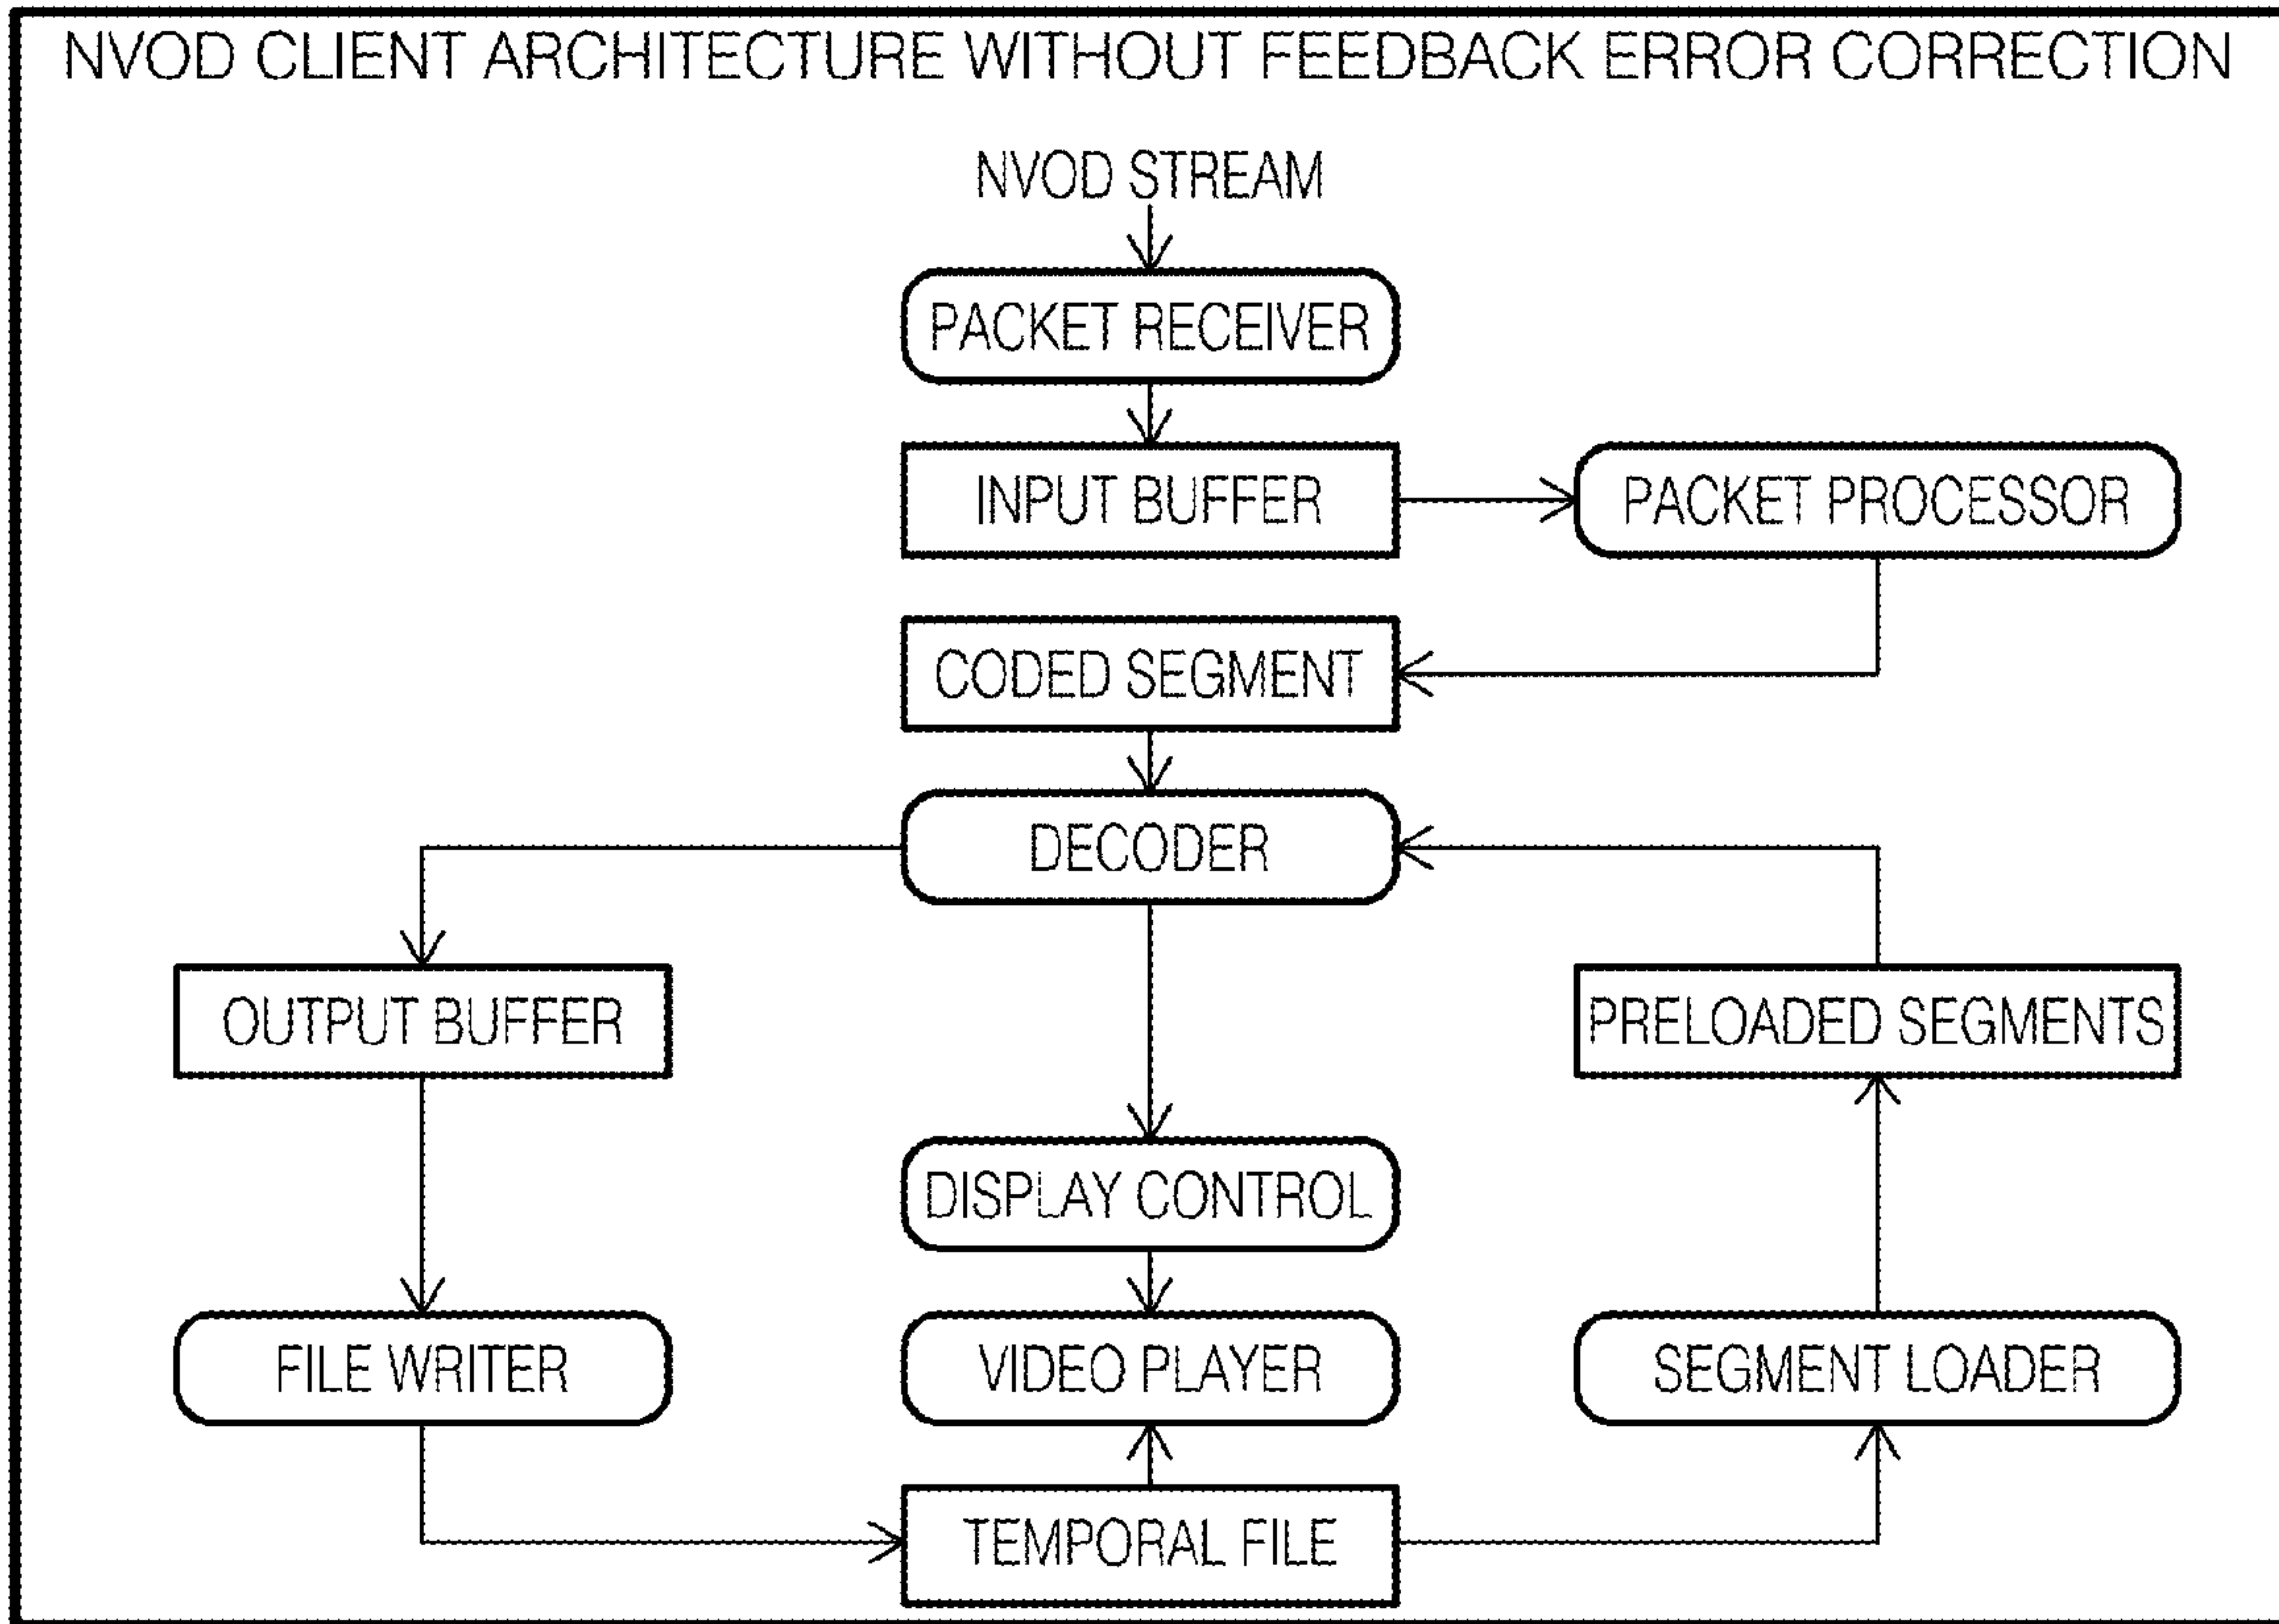 NVOD CLIENT ARCHITECTURE WITHOUT FEEDBACK ERROR CORRECTION
NVOD STREAM
PACKET RECEIVER
INPUT BUFFER
PACKET PROCESSOR
CODED SEGMENT
DECODER
OUTPUT BUFFER
PRELOADED SEGMENTS
DISPLAY CONTROL
FILE WRITER
VIDEO PLAYER
SEGMENT LOADER
TEMPORAL FILE